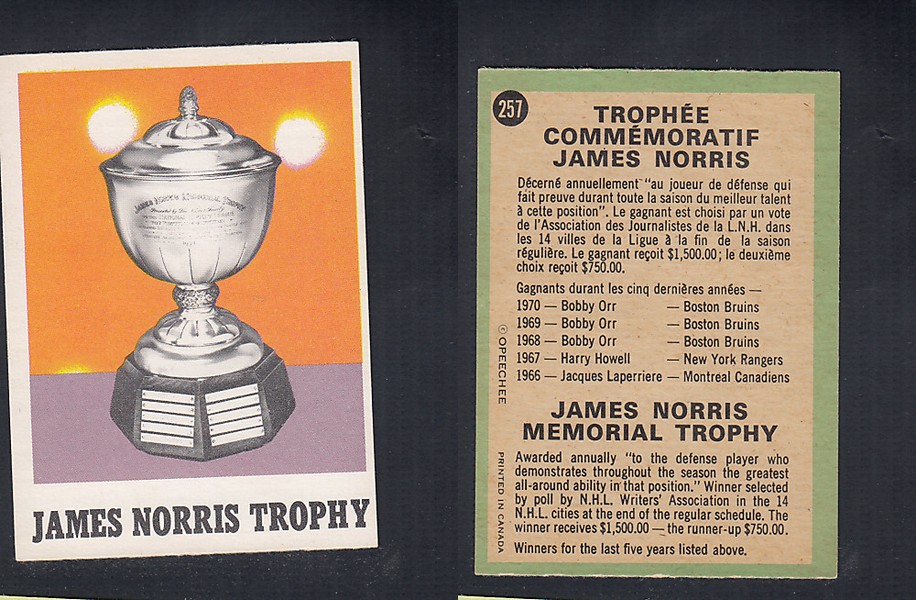 JAMES NORRIS MEMORIAL TROPHY
JAMES NORRIS TROPHY
257
TROPHÉE
COMMÉMORATIF
JAMES NORRIS
Décerné annuellement "au joueur de défense qui
fait preuve durant toute la saison du meilleur talent
à cette position". Le gagnant est choisi par un vote
de l'Association des Journalistes de la L.N.H. dans
les 14 villes de la Ligue à la fin de la saison
régulière. Le gagnant reçoit $1,500.00; le deuxième
choix reçoit $750.00.
Gagnants durant les cinq dernières années —
1970 — Bobby Orr — Boston Bruins
1969 — Bobby Orr — Boston Bruins
1968 — Bobby Orr — Boston Bruins
1967 — Harry Howell — New York Rangers
1966 — Jacques Laperriere — Montreal Canadiens
JAMES NORRIS
MEMORIAL TROPHY
Awarded annually "to the defense player who
demonstrates throughout the season the greatest
all-around ability in that position." Winner selected
by poll by N.H.L. Writers' Association in the 14
N.H.L. cities at the end of the regular schedule. The
winner receives $1,500.00 — the runner-up $750.00.
Winners for the last five years listed above.
© OPEECHEE
PRINTED IN CANADA